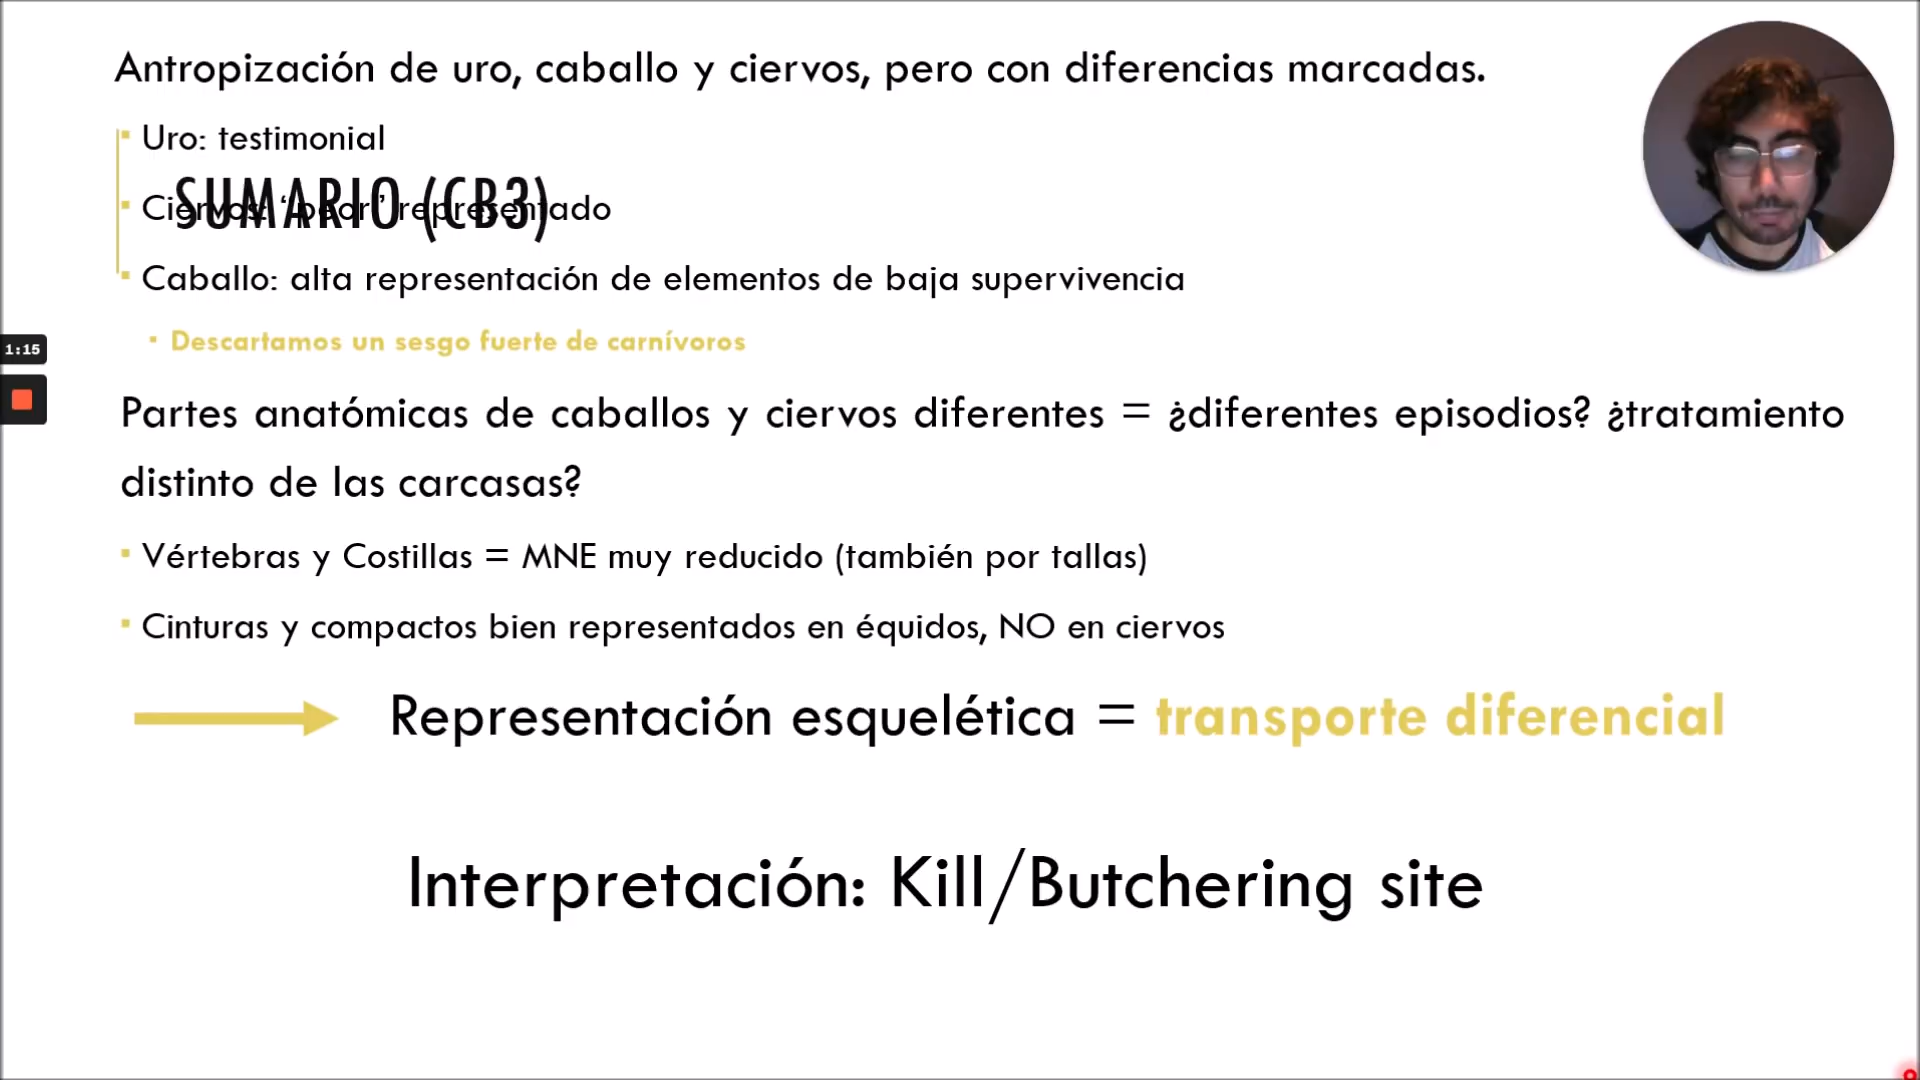 Antropización de uro, caballo y ciervos, pero con diferencias marcadas.
Uro: testimonial
SUMARIO (CB3)
Ciervos: “peor” representado
Caballo: alta representación de elementos de baja supervivencia
Descartamos un sesgo fuerte de carnívoros
1:15
Partes anatómicas de caballos y ciervos diferentes = ¿diferentes episodios? ¿tratamiento
distinto de las carcasas?
Vértebras y Costillas = MNE muy reducido (también por tallas)
Cinturas y compactos bien representados en équidos, NO en ciervos
Representación esquelética = transporte diferencial
Interpretación: Kill/Butchering site